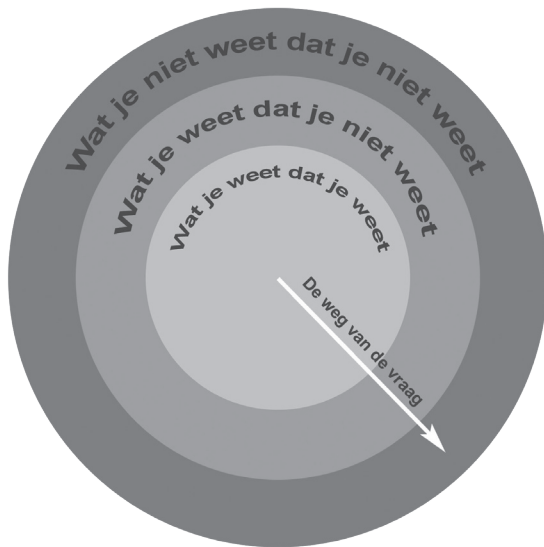 Wat je niet weet dat je niet weet
Wat je weet dat je niet weet
Wat je weet dat je weet
De weg van de vraag